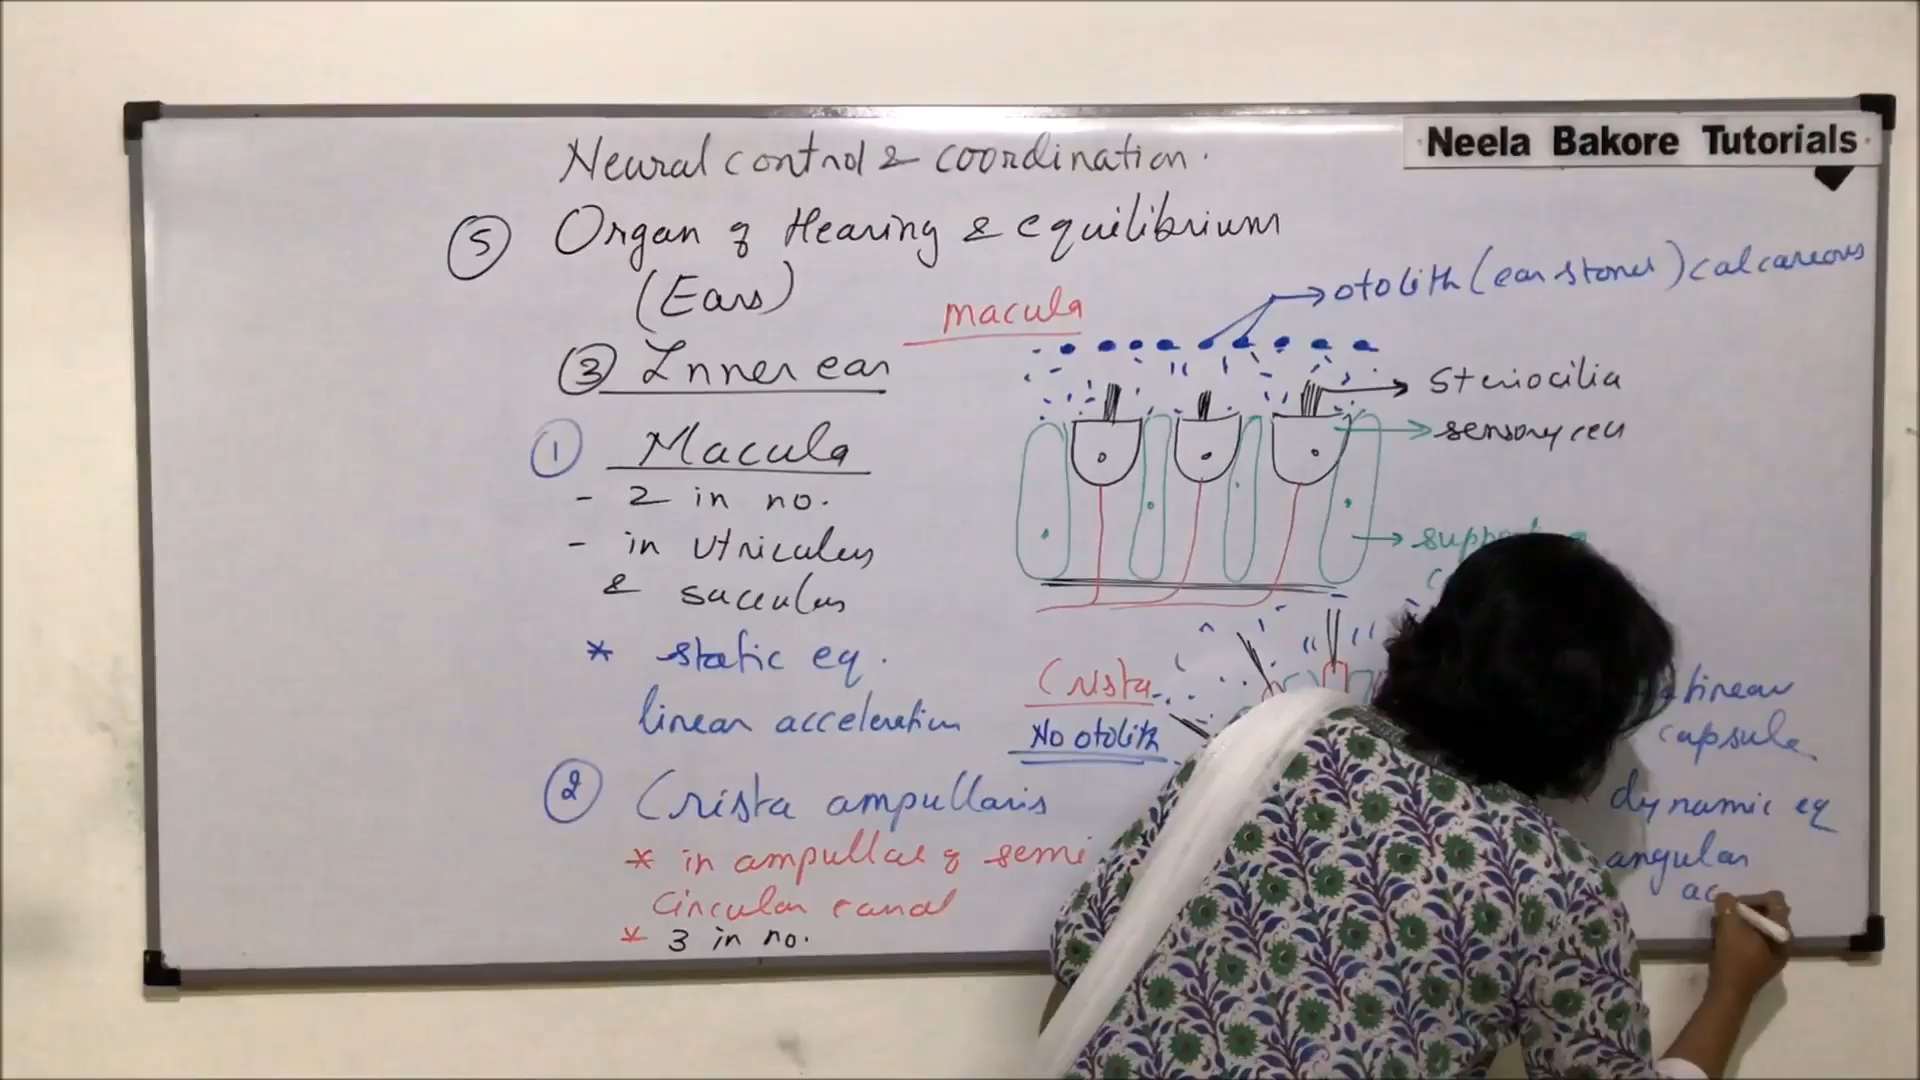 Neela Bakore Tutorials
Neural control & coordination.
5 Organ of Hearing & equilibrium
(Ears)
3 Inner ear
1 Macula
- 2 in no.
- in utriculus
& sacculus
* static eq.
linear acceleration
2 Crista ampullaris
* in ampullae of semi
circular canal
* 3 in no.
macula
otolith (ear stones) calcareous
steriocilia
sensory cell
Crista
No otolith
capsule
dynamic eq
angular